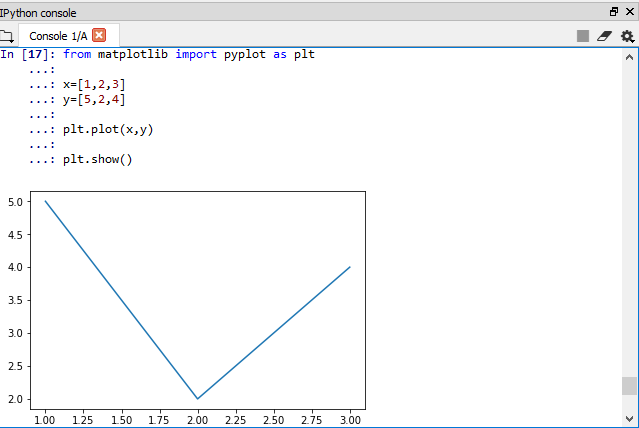 IPython console
Console 1/A
In [17]: from matplotlib import pyplot as plt
...:
...: x=[1,2,3]
...: y=[5,2,4]
...:
...: plt.plot(x,y)
...:
...: plt.show()
5.0
4.5
4.0
3.5
3.0
2.5
2.0
1.00 1.25 1.50 1.75 2.00 2.25 2.50 2.75 3.00